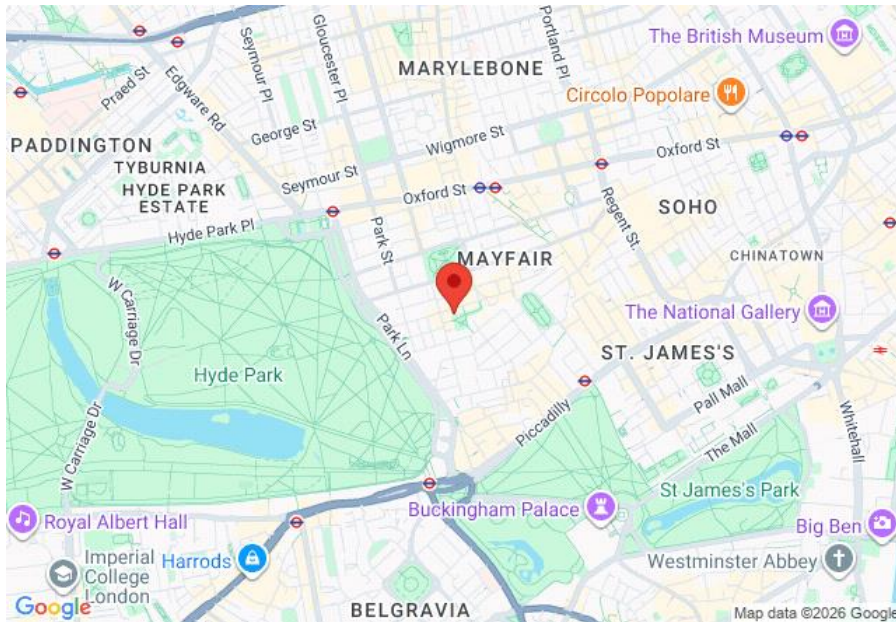 The British Museum
Portland Pl
Seymour Pl
Gloucester Pl
MARYLEBONE
Edgware Rd
Praed St
Circolo Popolare
George St
Wigmore St
PADDINGTON
Oxford St
TYBURNIA
HYDE PARK
ESTATE
Seymour St
Oxford St
Regent St.
SOHO
Hyde Park Pl
Park St
MAYFAIR
CHINATOWN
W Carriage Dr
The National Gallery
Park Ln
ST. JAMES'S
Hyde Park
Pall Mall
Piccadilly
The Mall
Whitehall
W Carriage Dr
St James's Park
Buckingham Palace
Royal Albert Hall
Big Ben
Imperial
College
London
Harrods
Westminster Abbey
BELGRAVIA
Google
Map data ©2026 Google